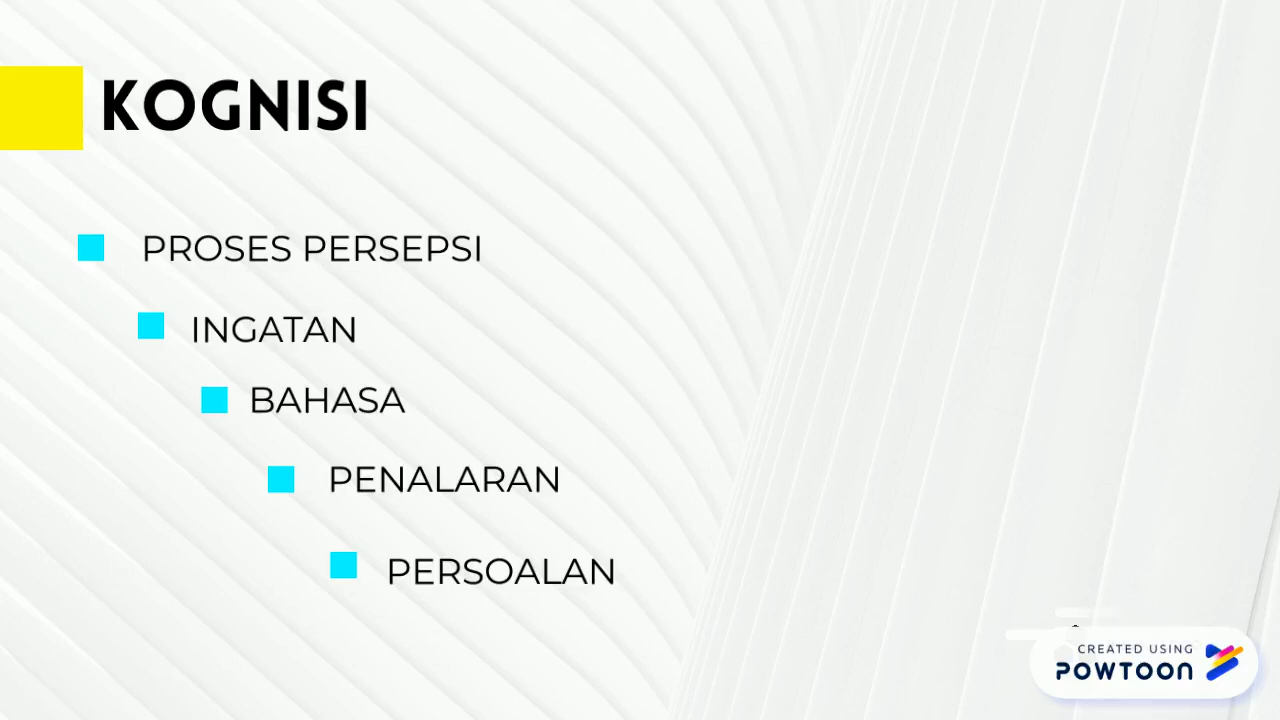 KOGNISI
PROSES PERSEPSI
INGATAN
BAHASA
PENALARAN
PERSOALAN
CREATED USING
POWTOON